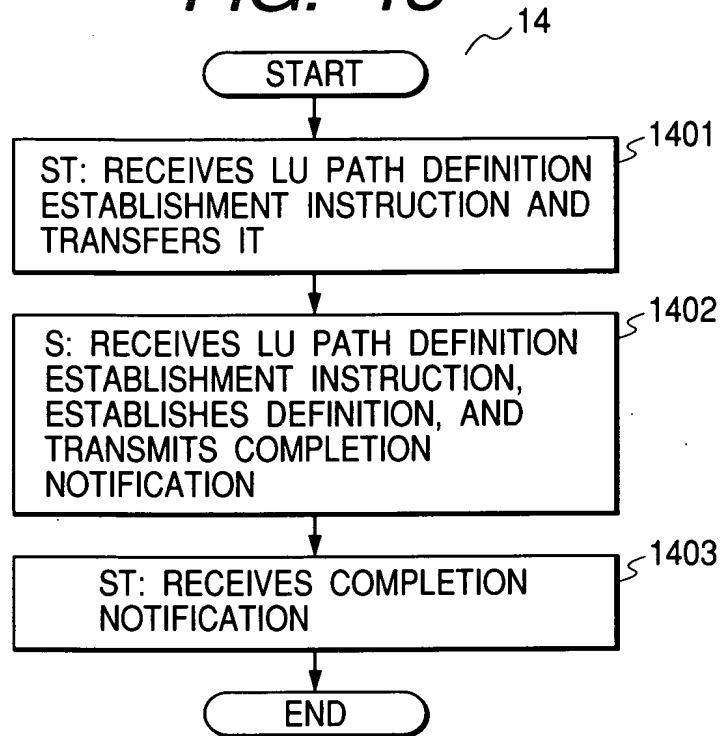 14
START
1401
ST: RECEIVES LU PATH DEFINITION
ESTABLISHMENT INSTRUCTION AND
TRANSFERS IT
1402
S: RECEIVES LU PATH DEFINITION
ESTABLISHMENT INSTRUCTION,
ESTABLISHES DEFINITION, AND
TRANSMITS COMPLETION
NOTIFICATION
1403
ST: RECEIVES COMPLETION
NOTIFICATION
END